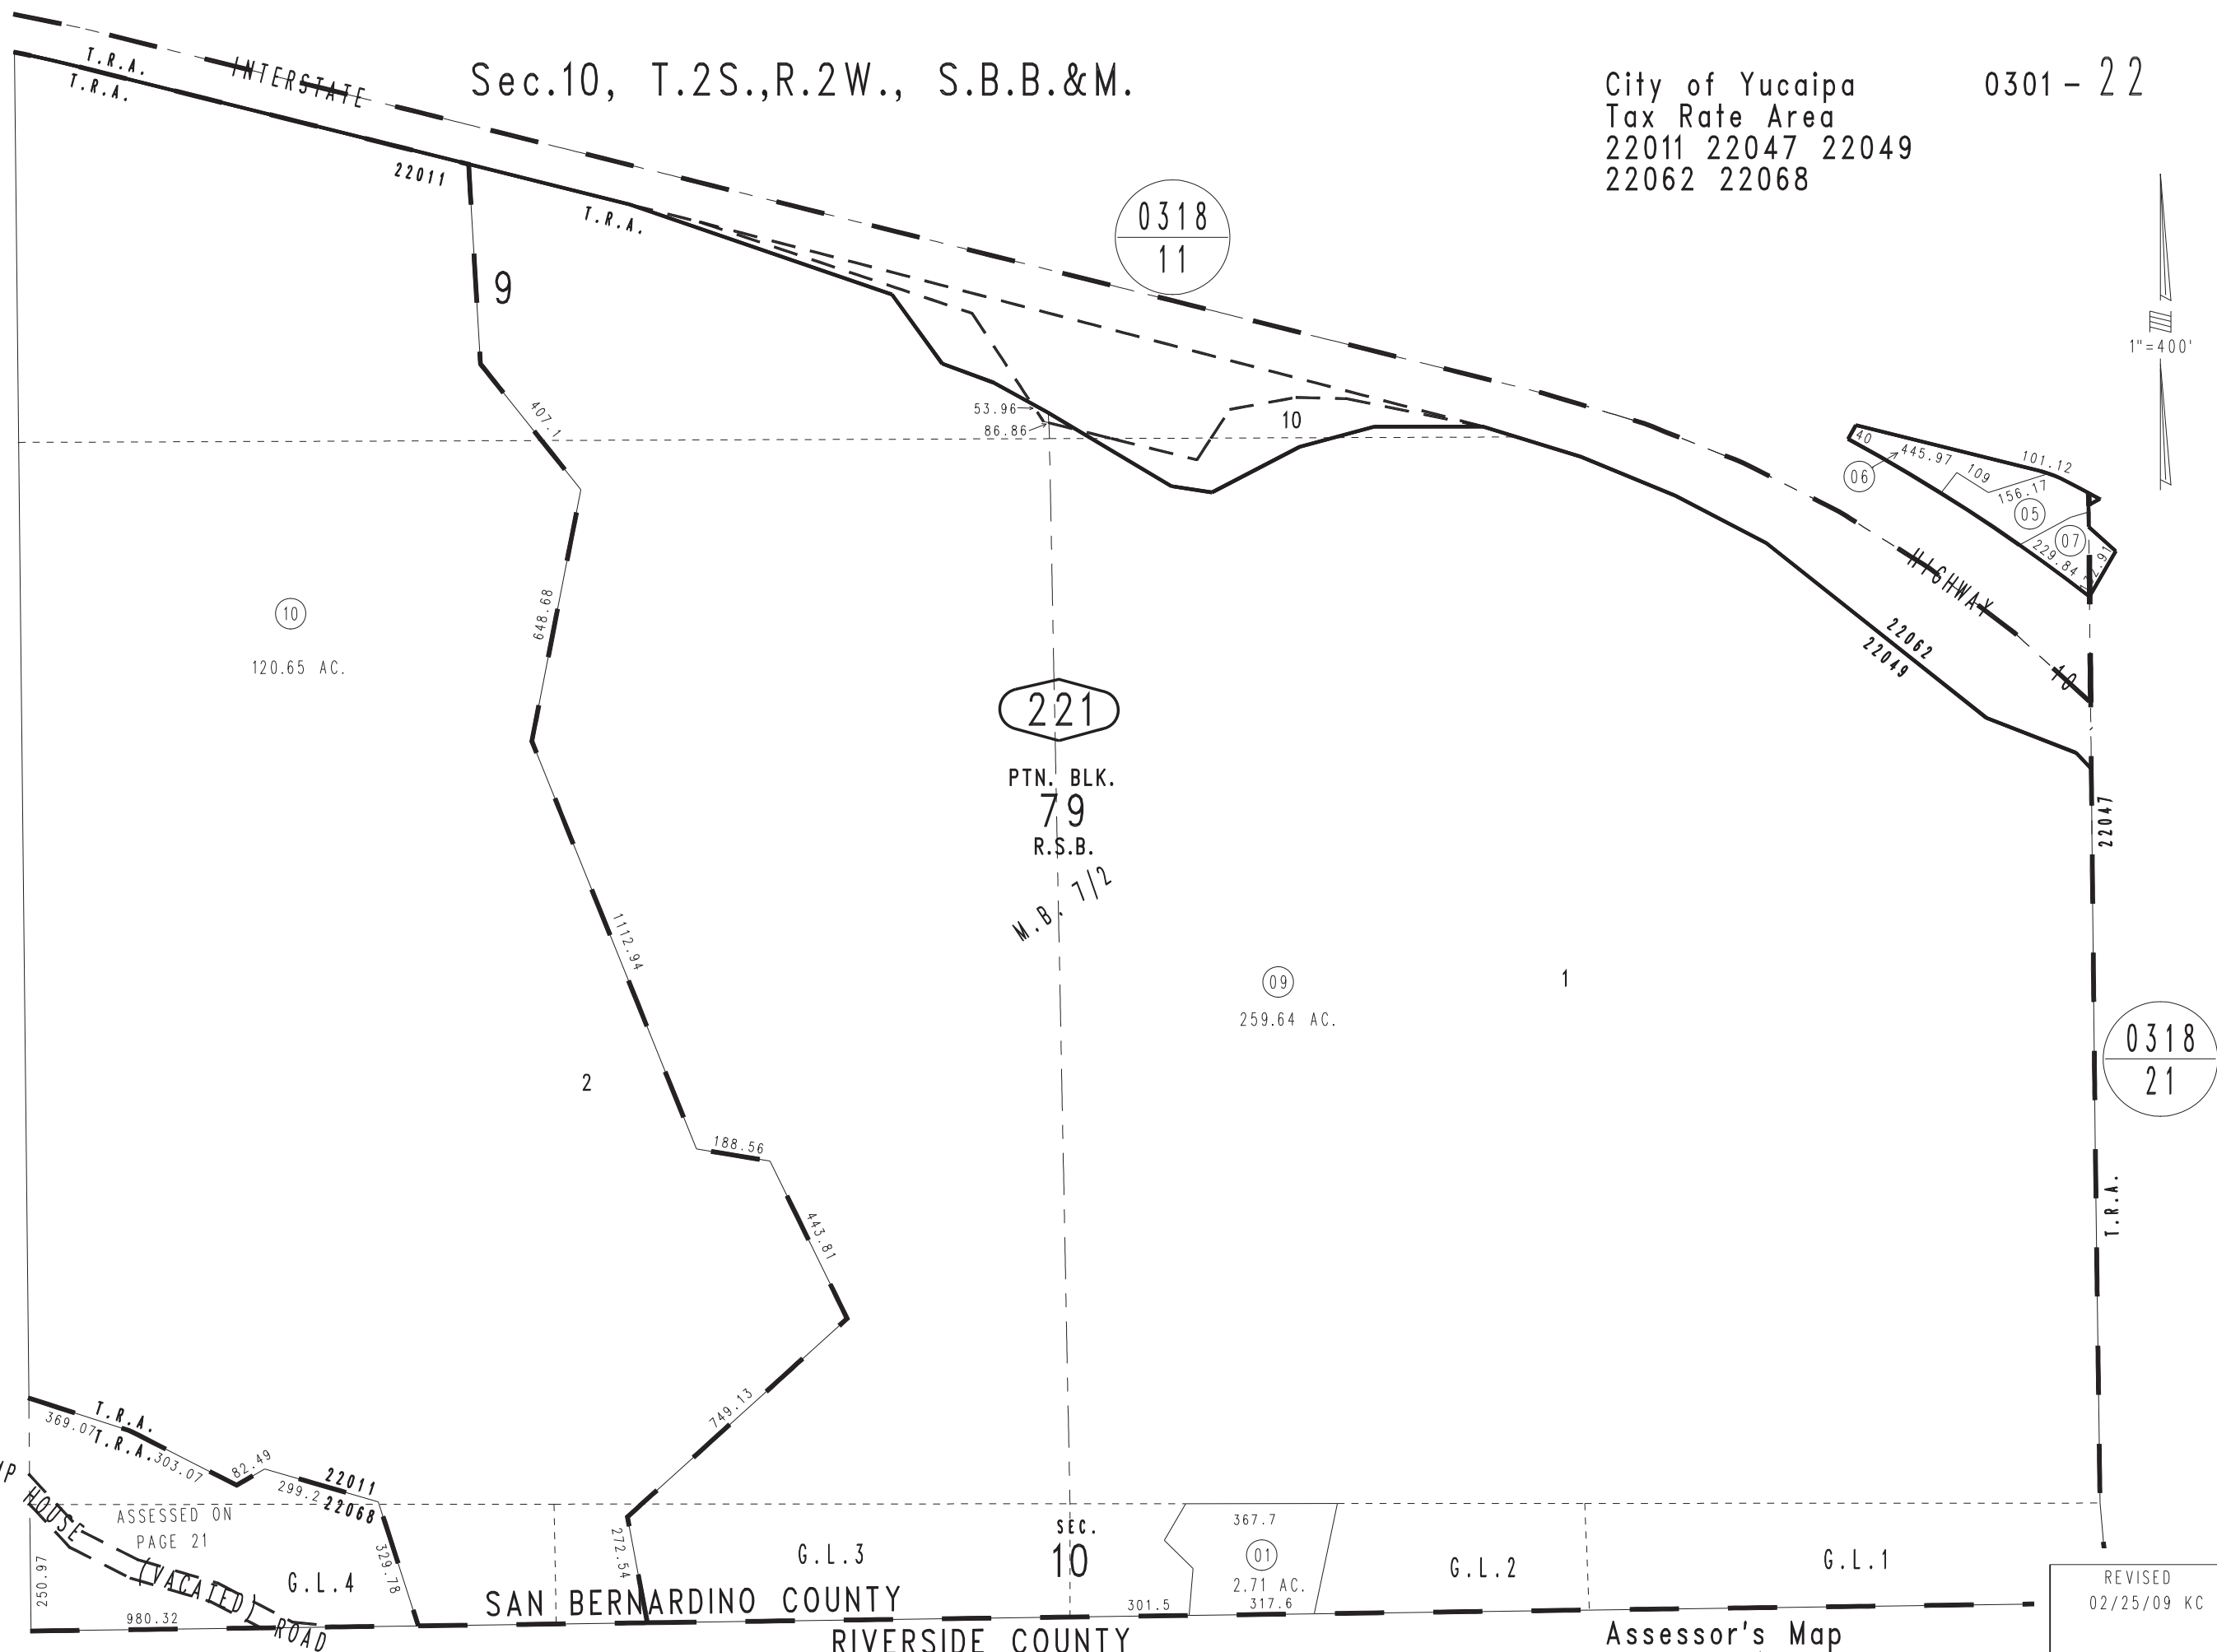 Sec.10, T.2S.,R.2W., S.B.B.&M.
City of Yucaipa
Tax Rate Area
22011 22047 22049
22062 22068
0301 - 22
INTERSTATE
T.R.A.
T.R.A.
22011
T.R.A.
0318
11
1"=400'
9
407.1
53.96
86.86
10
40
445.97
101.12
109
156.17
06
05
07
229.84
HIGHWAY
10
22062
22049
10
120.65 AC.
648.68
221
PTN. BLK.
79
R.S.B.
M.B. 7/2
22047
1112.94
09
259.64 AC.
1
0318
21
2
188.56
443.81
T.R.A.
749.13
T.R.A.
369.07
T.R.A.
303.07
82.49
299.2
22011
22068
HOUSE
ASSESSED ON
PAGE 21
(VACATED)
ROAD
250.97
G.L.4
329.78
980.32
272.54
G.L.3
SEC.
10
367.7
01
2.71 AC.
301.5
317.6
G.L.2
G.L.1
SAN BERNARDINO COUNTY
RIVERSIDE COUNTY
Assessor's Map
REVISED
02/25/09 KC